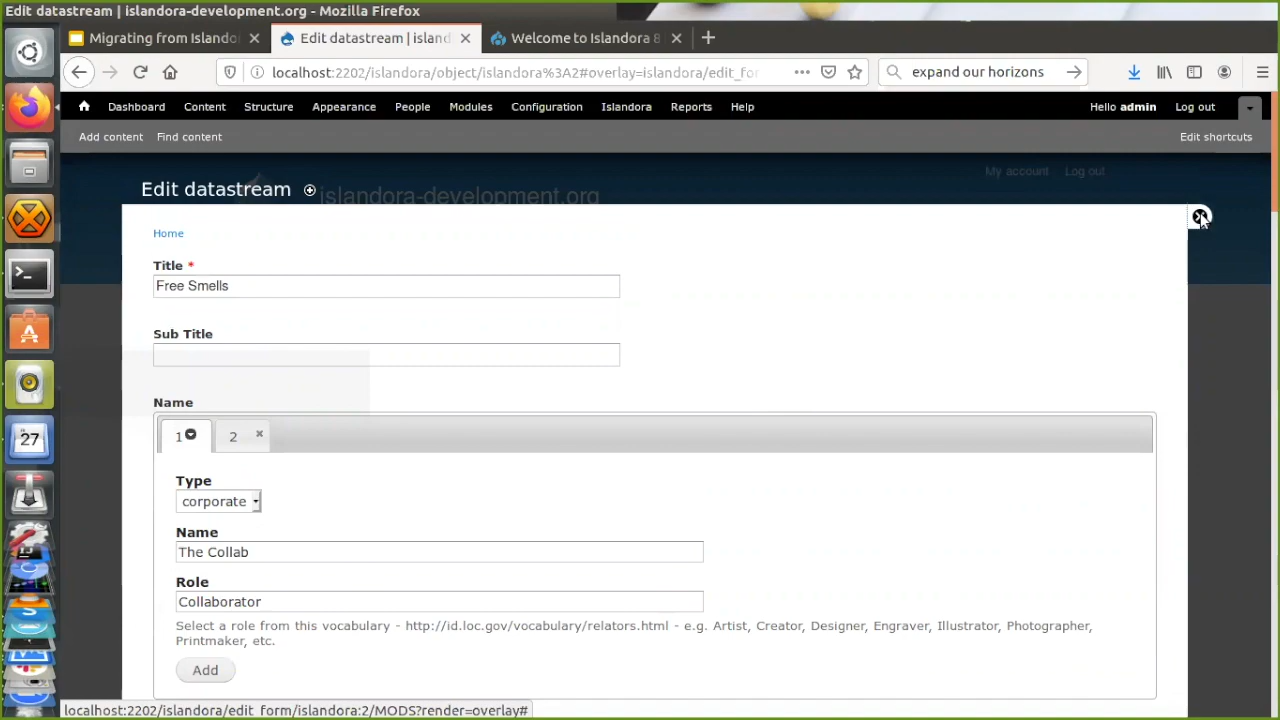 Edit datastream | islandora-development.org - Mozilla Firefox
Migrating from Islando
Edit datastream | island
Welcome to Islandora 8
localhost:2202/islandora/object/islandora%3A2#overlay=islandora/edit_for
expand our horizons
Dashboard Content Structure Appearance People Modules Configuration Islandora Reports Help Hello admin Log out
Add content Find content Edit shortcuts
My account Log out
Edit datastream
islandora-development.org
Home
Title *
Free Smells
Sub Title
Name
1 2
Type
corporate
Name
The Collab
Role
Collaborator
Select a role from this vocabulary - http://id.loc.gov/vocabulary/relators.html - e.g. Artist, Creator, Designer, Engraver, Illustrator, Photographer,
Printmaker, etc.
Add
27
localhost:2202/islandora/edit_form/islandora:2/MODS?render=overlay#